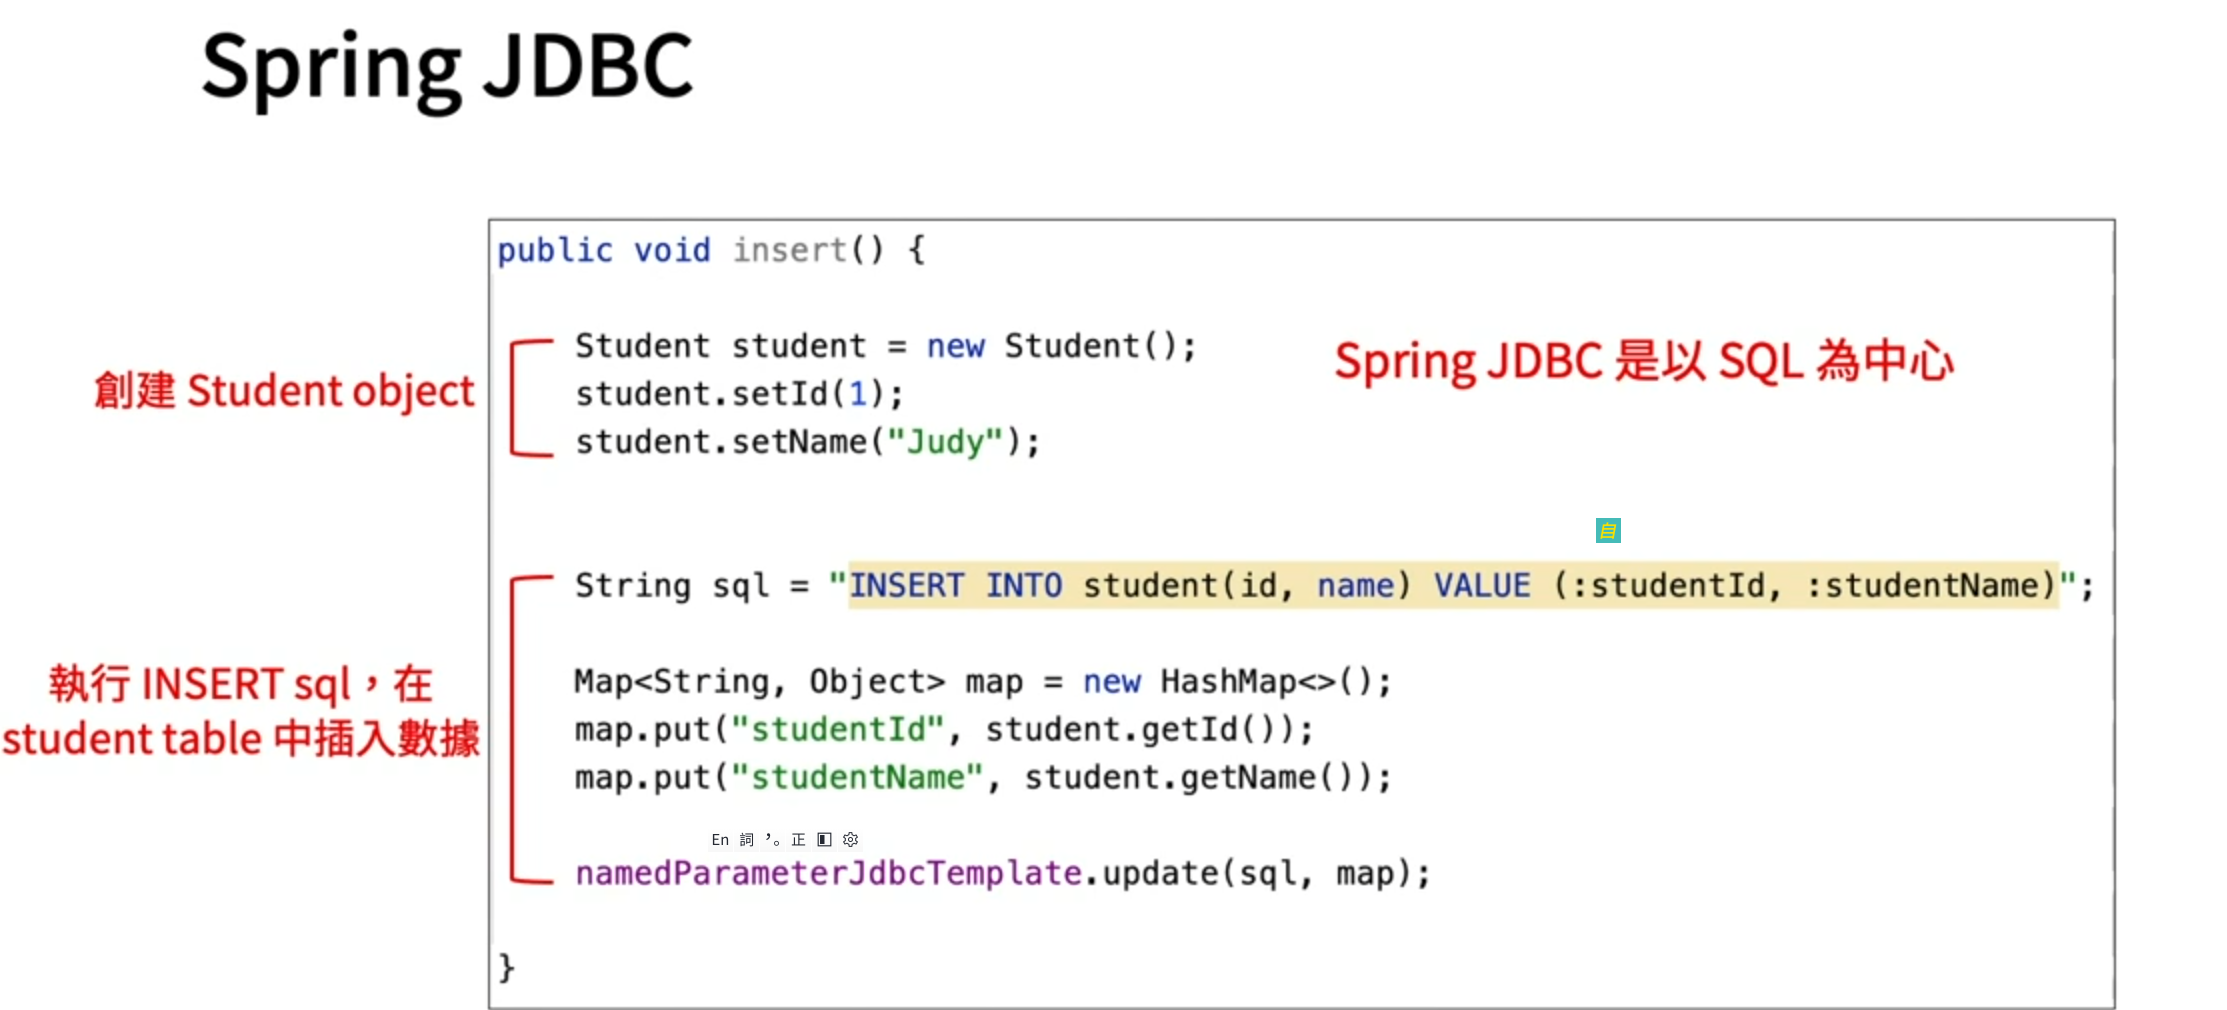 Spring JDBC
public void insert() {
創建 Student object
Student student = new Student();
student.setId(1);
student.setName("Judy");
Spring JDBC 是以 SQL 為中心
自
String sql = "INSERT INTO student(id, name) VALUE (:studentId, :studentName)";
執行 INSERT sql，在
student table 中插入數據
Map<String, Object> map = new HashMap<>();
map.put("studentId", student.getId());
map.put("studentName", student.getName());
En 詞 ’。 正
namedParameterJdbcTemplate.update(sql, map);
}